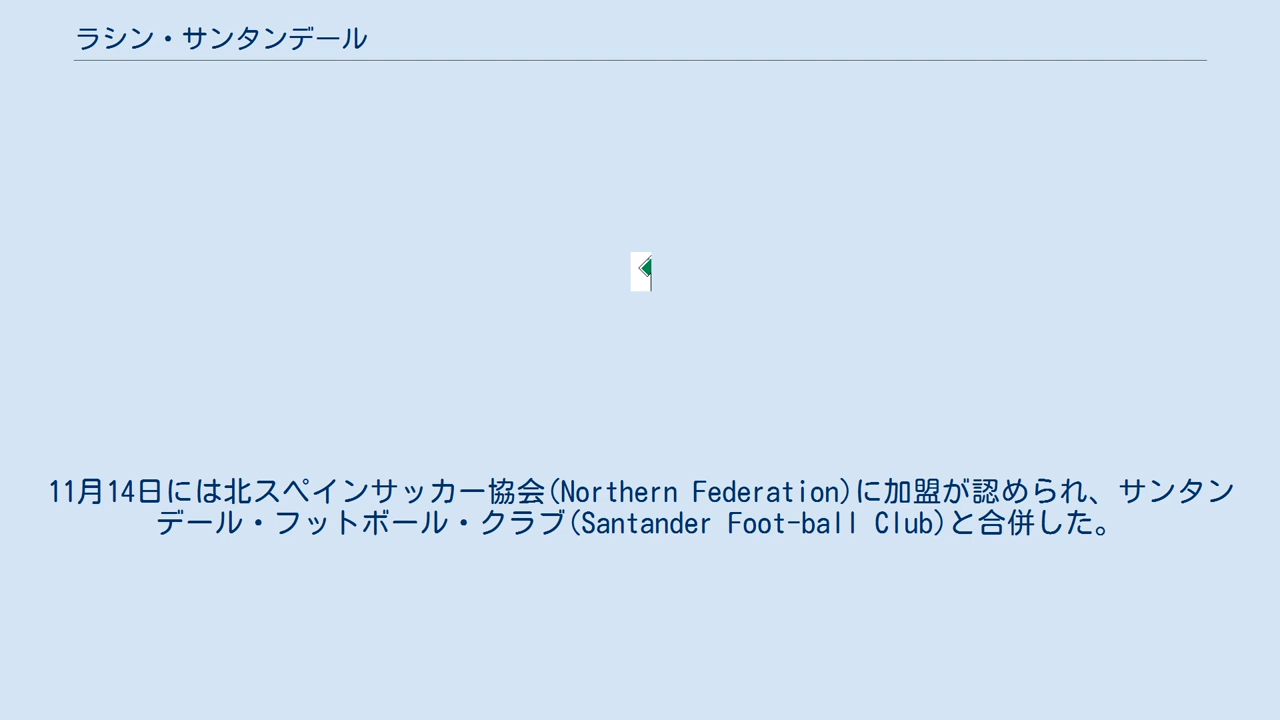 ラシン・サンタンデール
11月14日には北スペインサッカー協会(Northern Federation)に加盟が認められ、サンタン
デール・フットボール・クラブ(Santander Foot-ball Club)と合併した。